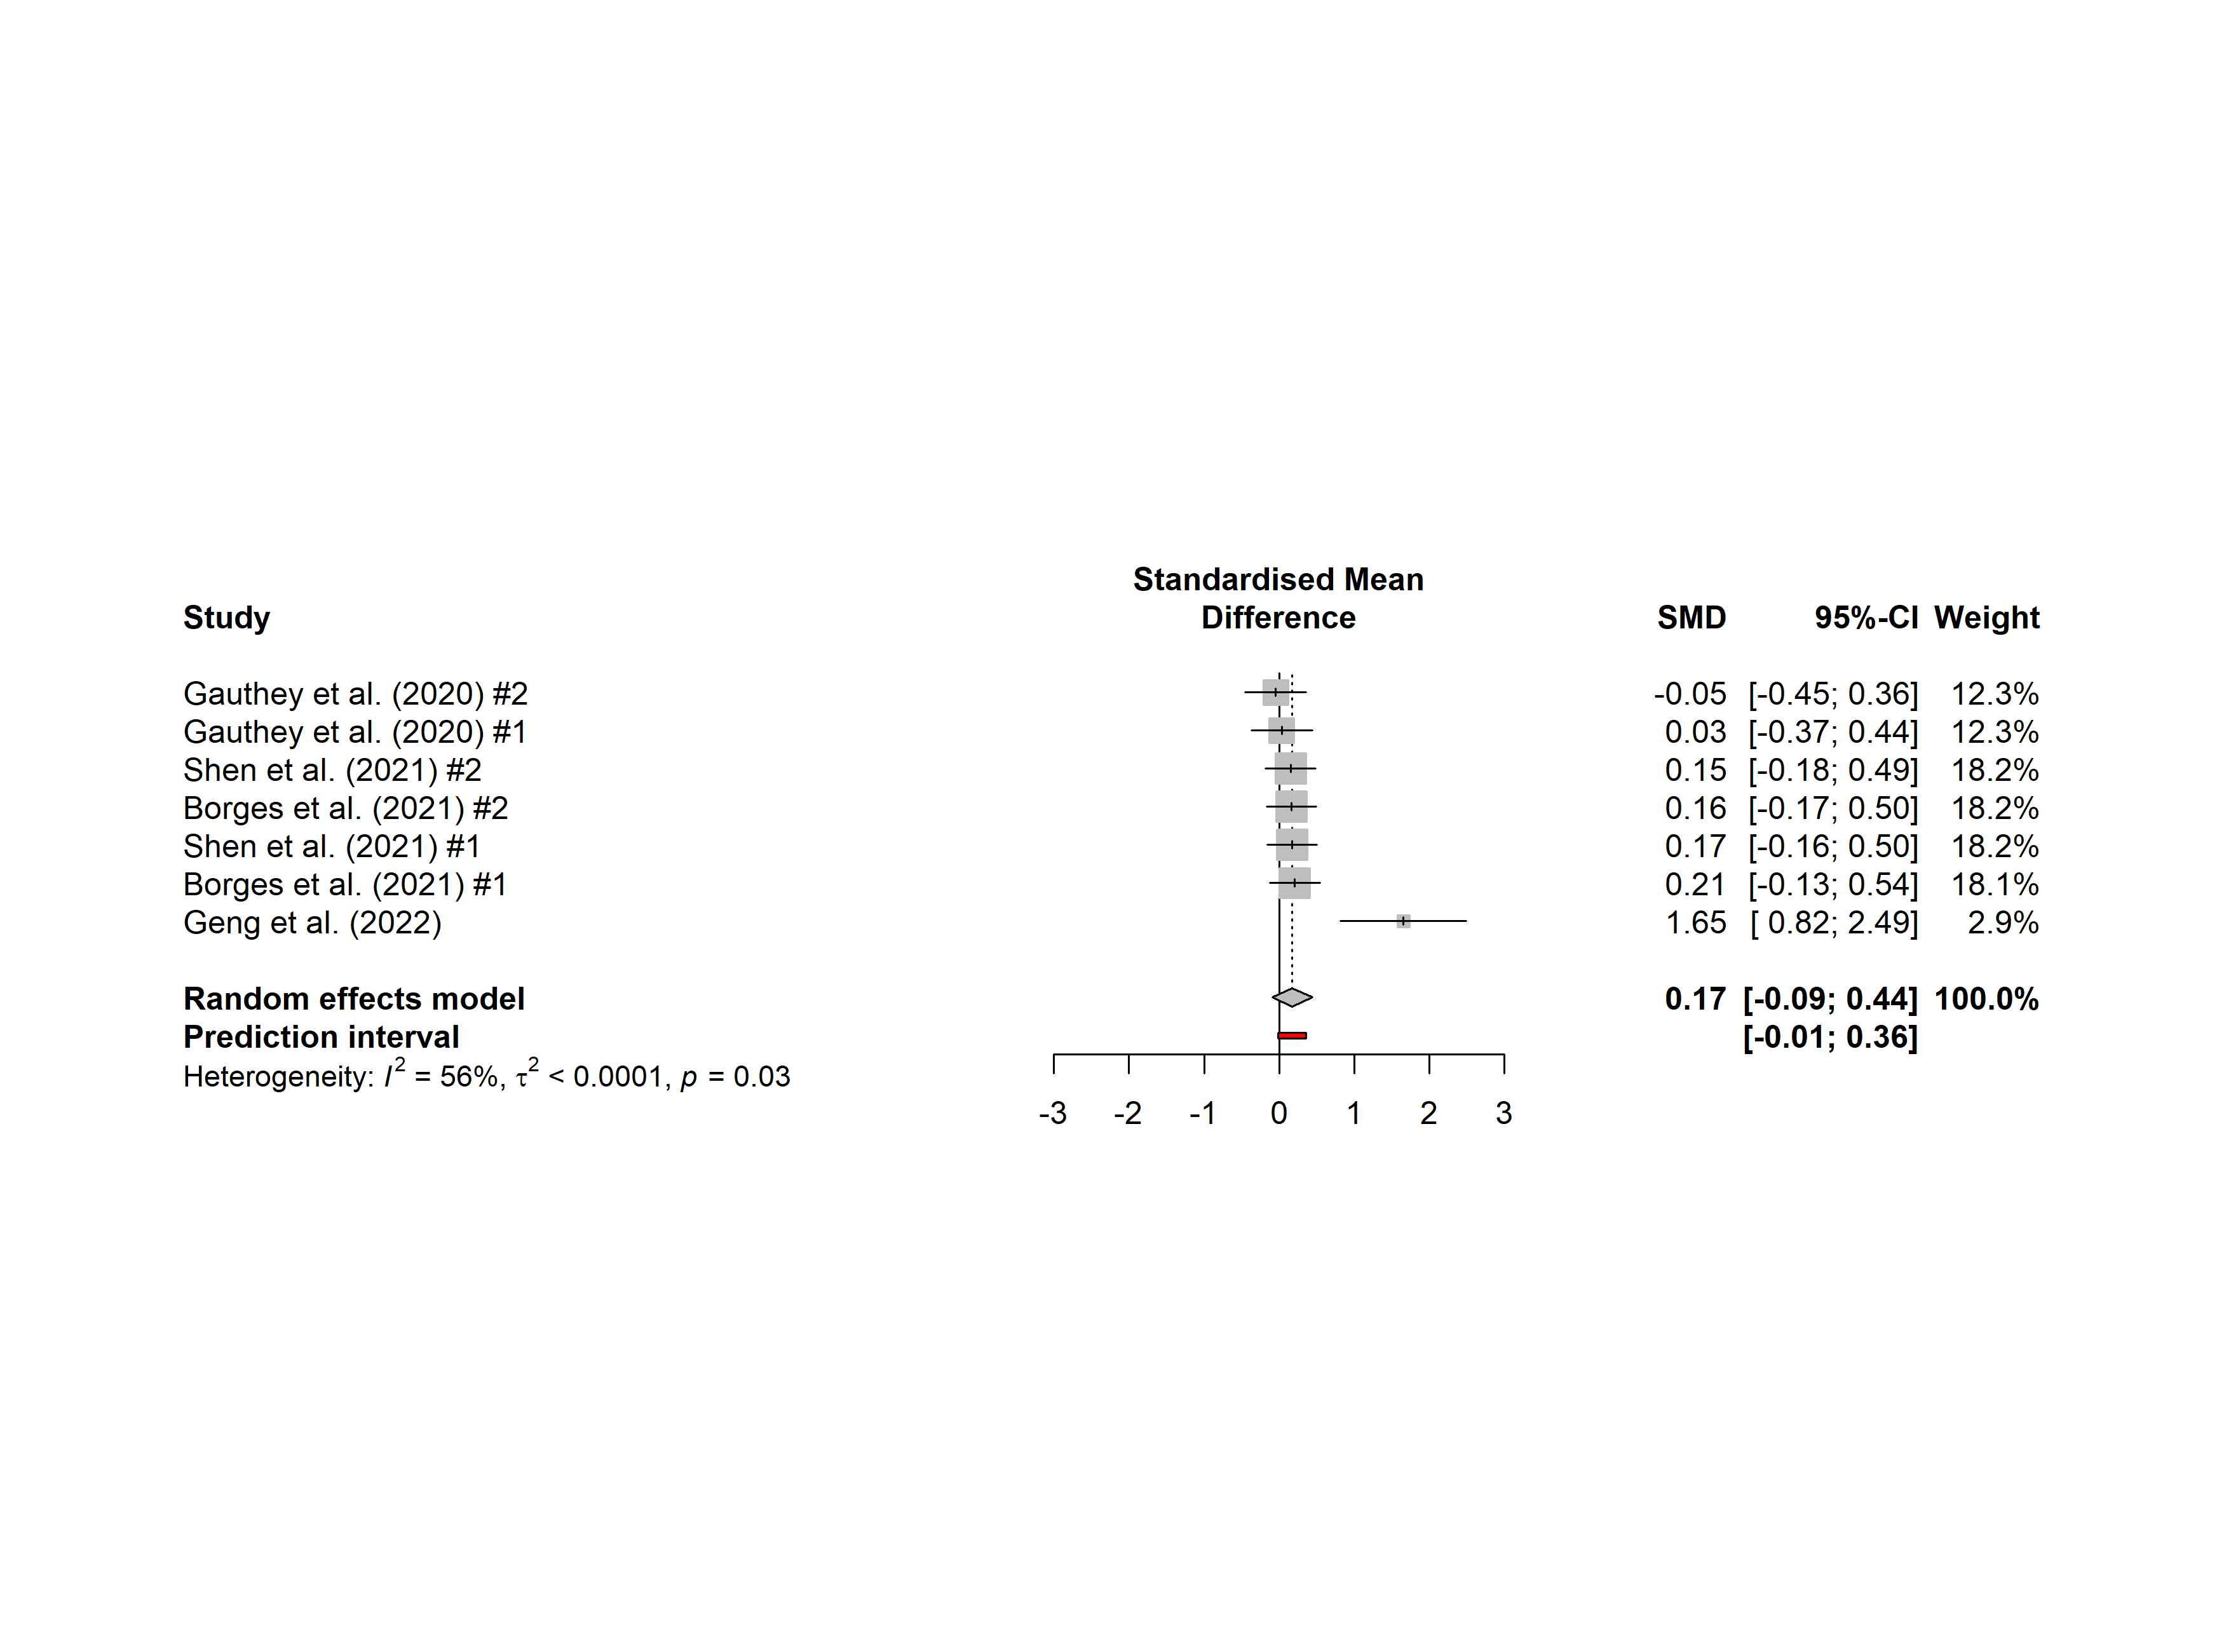 Standardised Mean
Study Difference SMD 95%-CI Weight
Gauthey et al. (2020) #2 -0.05 [-0.45; 0.36] 12.3%
Gauthey et al. (2020) #1 0.03 [-0.37; 0.44] 12.3%
Shen et al. (2021) #2 0.15 [-0.18; 0.49] 18.2%
Borges et al. (2021) #2 0.16 [-0.17; 0.50] 18.2%
Shen et al. (2021) #1 0.17 [-0.16; 0.50] 18.2%
Borges et al. (2021) #1 0.21 [-0.13; 0.54] 18.1%
Geng et al. (2022) 1.65 [ 0.82; 2.49] 2.9%
Random effects model 0.17 [-0.09; 0.44] 100.0%
Prediction interval [-0.01; 0.36]
Heterogeneity: I² = 56%, τ² < 0.0001, p = 0.03
-3 -2 -1 0 1 2 3